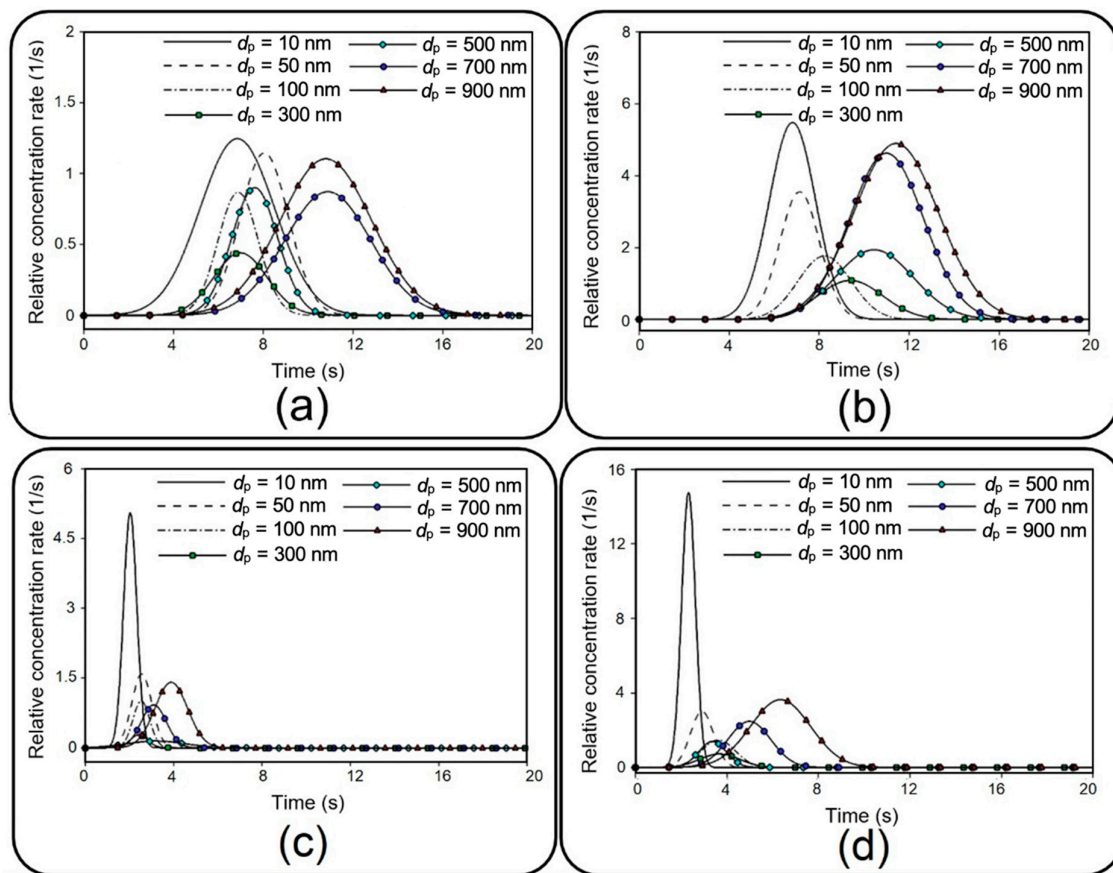 Relative concentration rate (1/s)
2
1.5
1
0.5
0
0 4 8 12 16 20
Time (s)
dp = 10 nm
dp = 50 nm
dp = 100 nm
dp = 300 nm
dp = 500 nm
dp = 700 nm
dp = 900 nm
(a)
Relative concentration rate (1/s)
8
6
4
2
0
0 4 8 12 16 20
Time (s)
dp = 10 nm
dp = 50 nm
dp = 100 nm
dp = 300 nm
dp = 500 nm
dp = 700 nm
dp = 900 nm
(b)
Relative concentration rate (1/s)
6
4.5
3
1.5
0
0 4 8 12 16 20
Time (s)
dp = 10 nm
dp = 50 nm
dp = 100 nm
dp = 300 nm
dp = 500 nm
dp = 700 nm
dp = 900 nm
(c)
Relative concentration rate (1/s)
16
12
8
4
0
0 4 8 12 16 20
Time (s)
dp = 10 nm
dp = 50 nm
dp = 100 nm
dp = 300 nm
dp = 500 nm
dp = 700 nm
dp = 900 nm
(d)